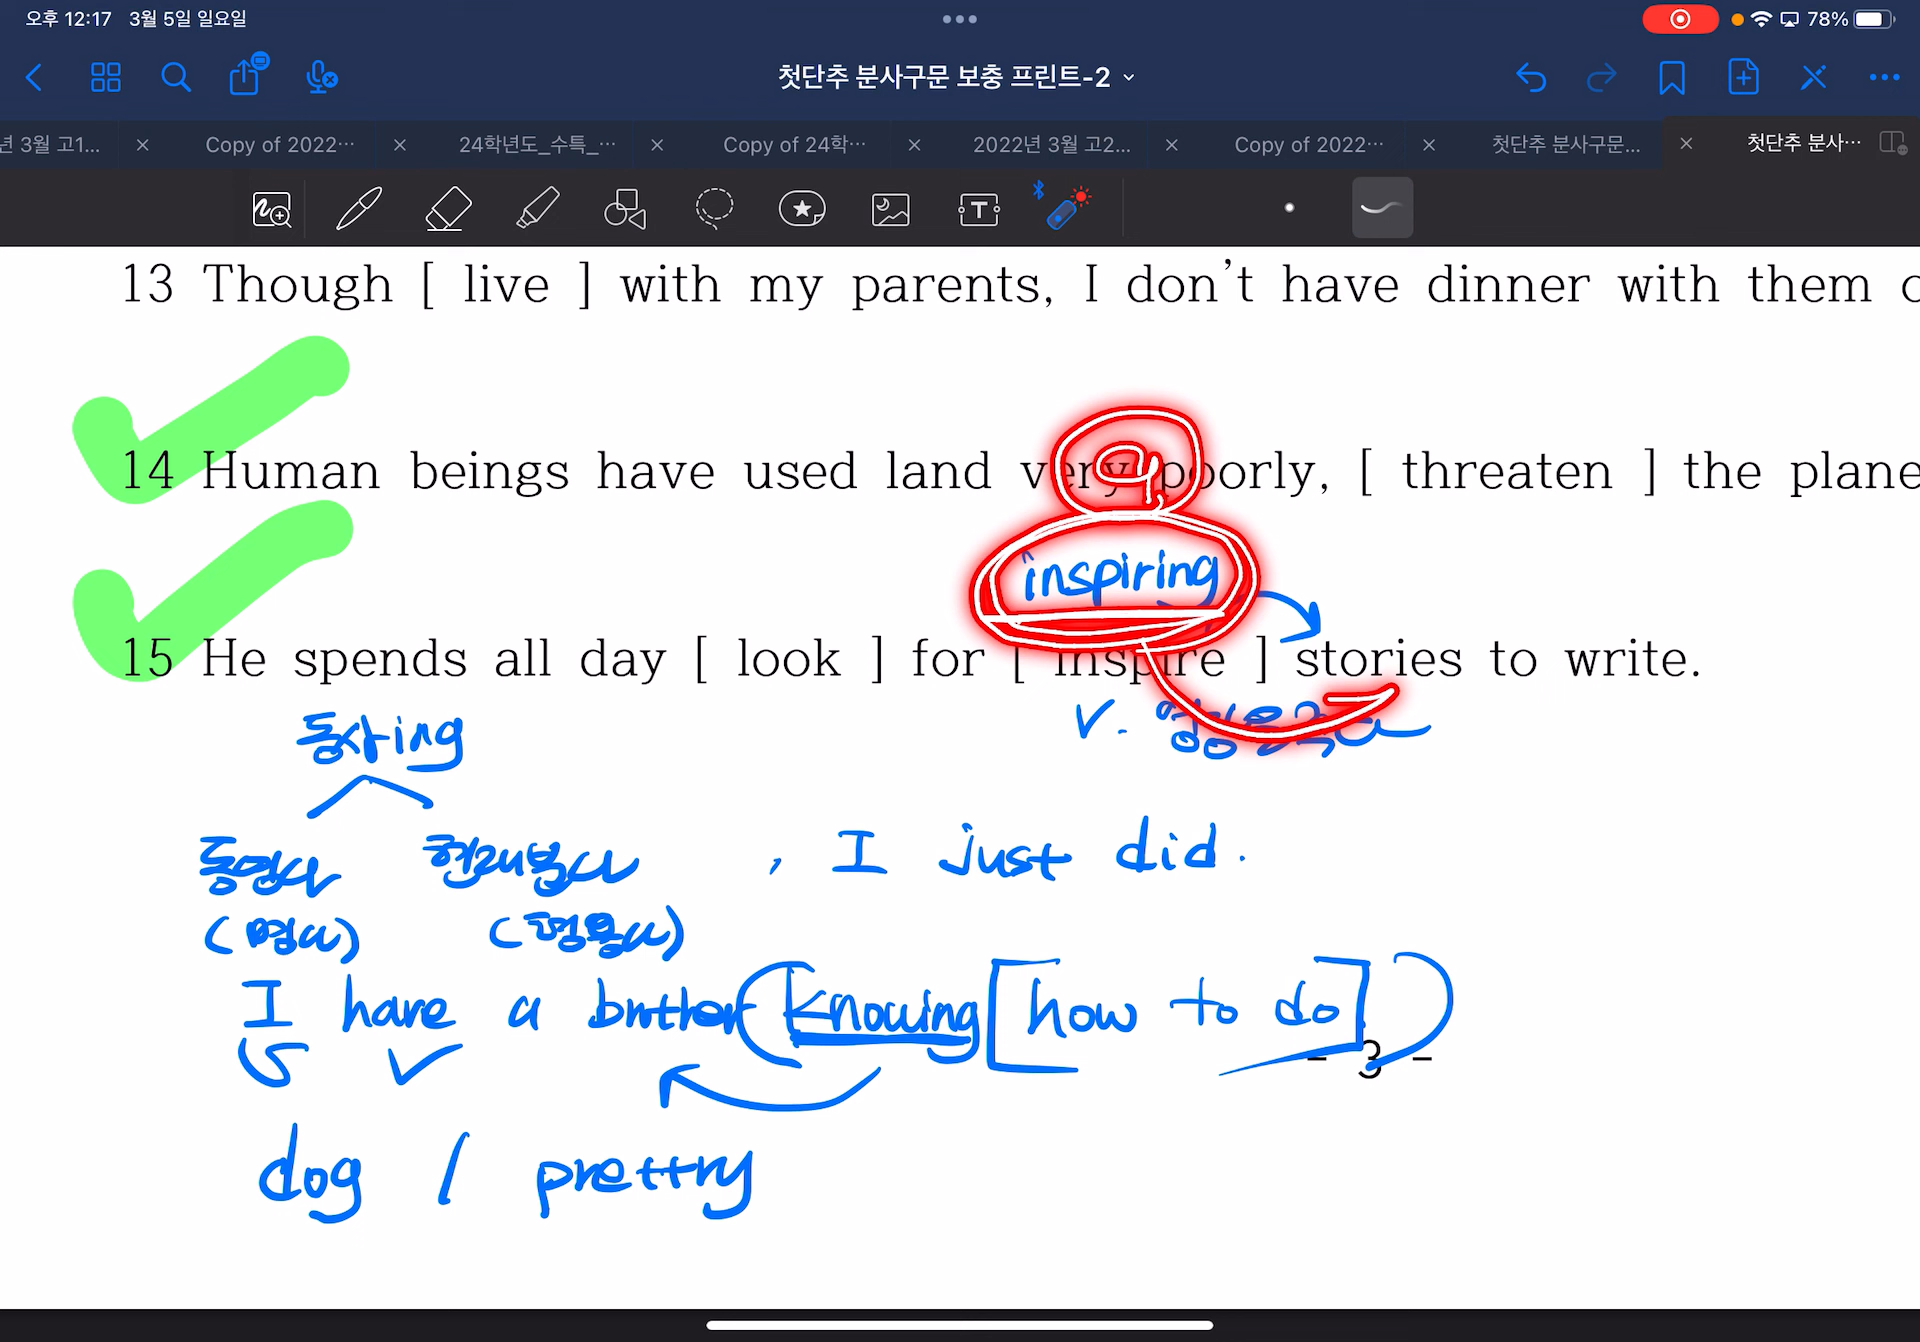 오후 12:17 3월 5일 일요일
78%
첫단추 분사구문 보충 프린트-2
년 3월 고1...
Copy of 2022...
24학년도_수특_...
Copy of 24학...
2022년 3월 고2...
Copy of 2022...
첫단추 분사구문...
첫단추 분사...
13 Though [ live ] with my parents, I don't have dinner with them
a
14 Human beings have used land very poorly, [ threaten ] the plane
inspiring
15 He spends all day [ look ] for [ inspire ] stories to write.
동사ing
V. 영감을주다
동명사 현재분사 , I just did.
(명사) (형용사)
I have a brother (knowing [how to do])
S V
- 3 -
dog / prettry